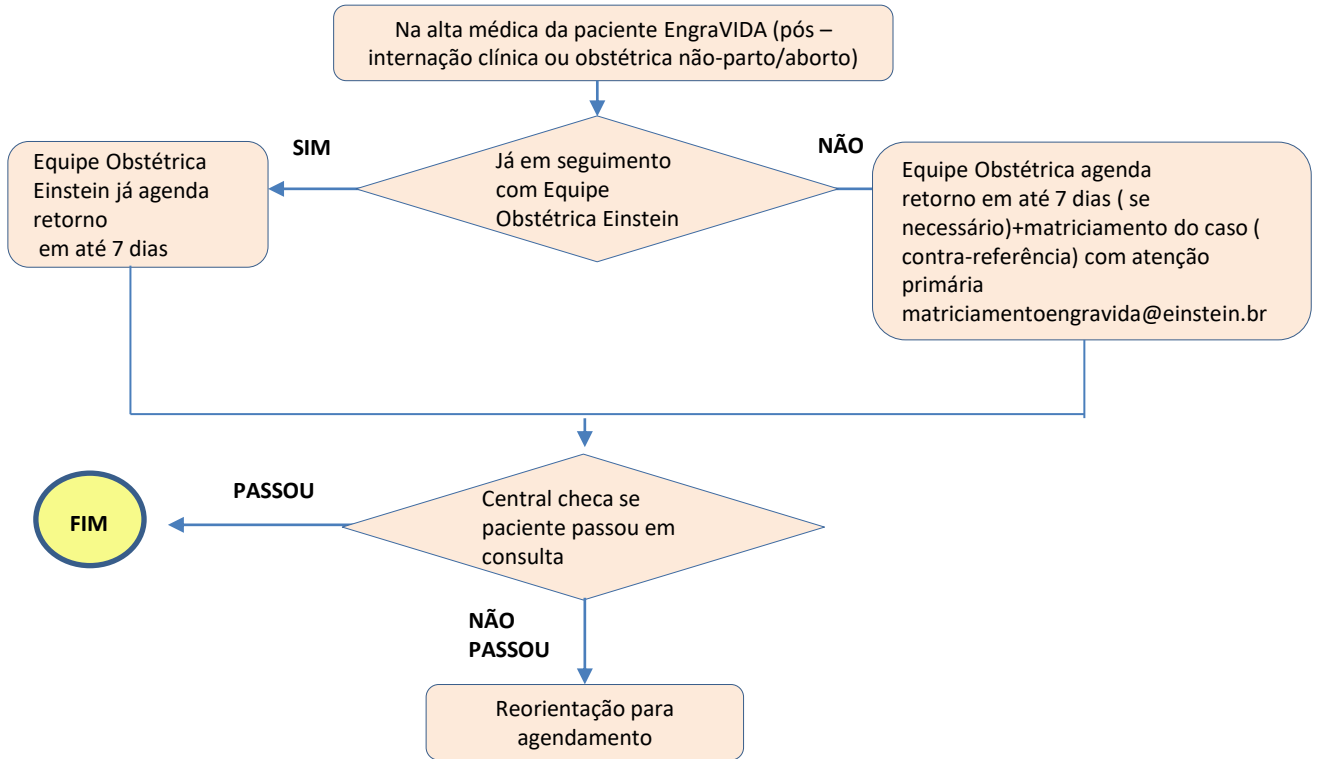 Na alta médica da paciente EngraVIDA (pós –
internação clínica ou obstétrica não-parto/aborto)
SIM
NÃO
Equipe Obstétrica
Einstein já agenda
retorno
em até 7 dias
Já em seguimento
com Equipe
Obstétrica Einstein
Equipe Obstétrica agenda
retorno em até 7 dias ( se
necessário)+matriciamento do caso (
contra-referência) com atenção
primária
matriciamentoengravida@einstein.br
PASSOU
FIM
Central checa se
paciente passou em
consulta
NÃO
PASSOU
Reorientação para
agendamento